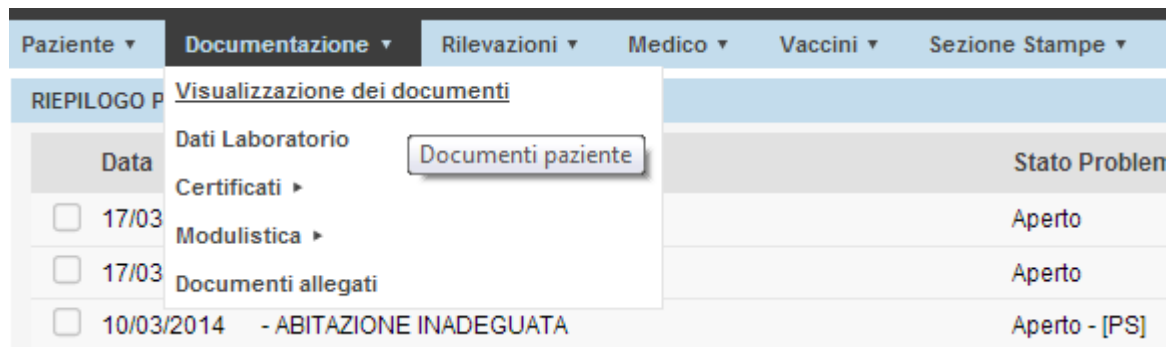 Paziente ▾ Documentazione ▾ Rilevazioni ▾ Medico ▾ Vaccini ▾ Sezione Stampe ▾
RIEPILOGO P
Visualizzazione dei documenti
Dati Laboratorio
Documenti paziente
Data
Stato Problem
Certificati ▸
17/03
Aperto
Modulistica ▸
17/03
Aperto
Documenti allegati
10/03/2014 - ABITAZIONE INADEGUATA Aperto - [PS]